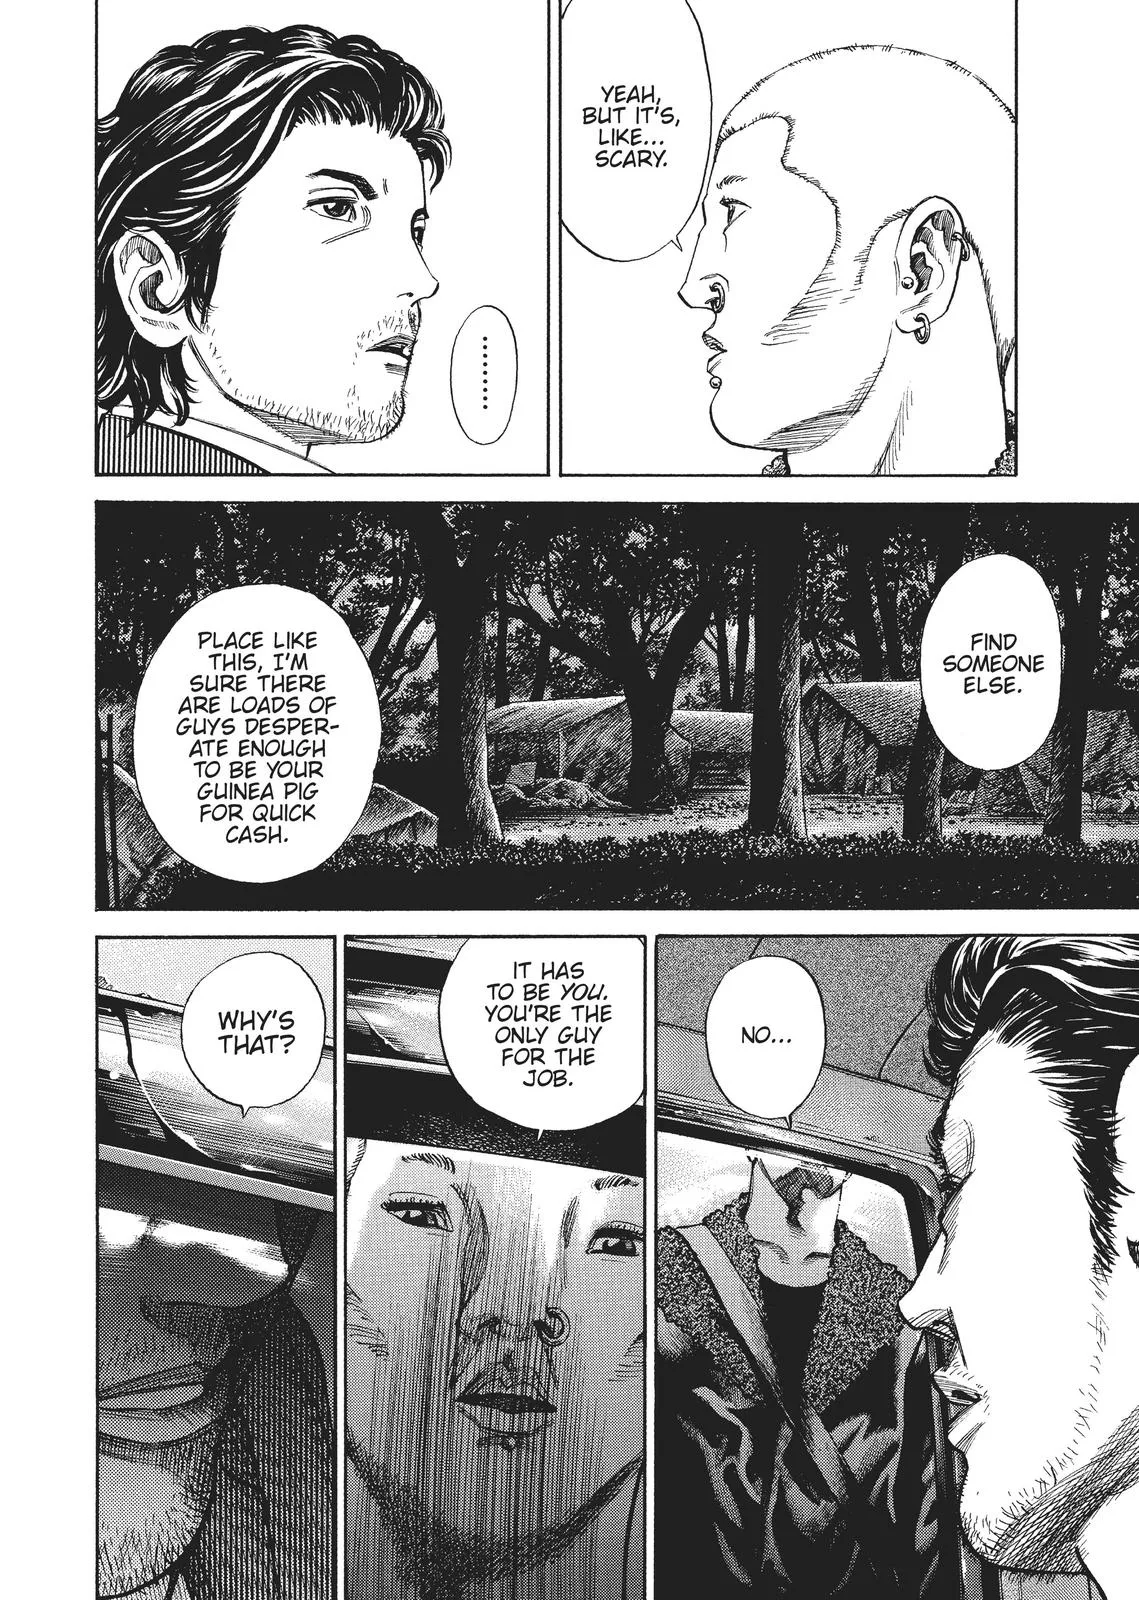 YEAH,
BUT IT'S,
LIKE...
SCARY.
.........
FIND
SOMEONE
ELSE.
PLACE LIKE
THIS, I'M
SURE THERE
ARE LOADS OF
GUYS DESPER-
ATE ENOUGH
TO BE YOUR
GUINEA PIG
FOR QUICK
CASH.
NO...
IT HAS
TO BE YOU.
YOU'RE THE
ONLY GUY
FOR THE
JOB.
WHY'S
THAT?